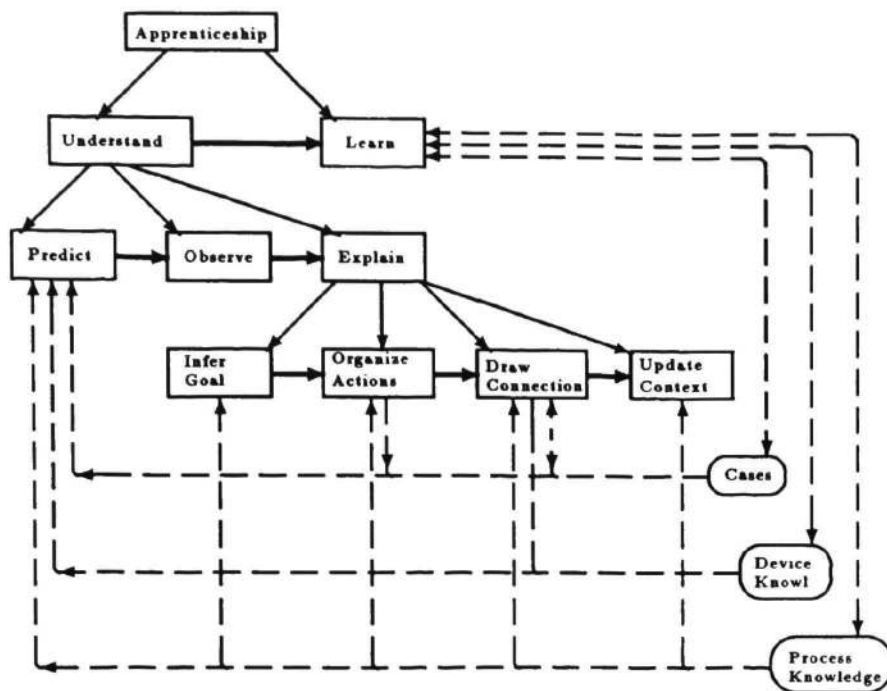 Apprenticeship
Understand
Learn
Predict
Observe
Explain
Infer
Goal
Organize
Actions
Draw
Connection
Update
Context
Cases
Device
Knowl
Process
Knowledge